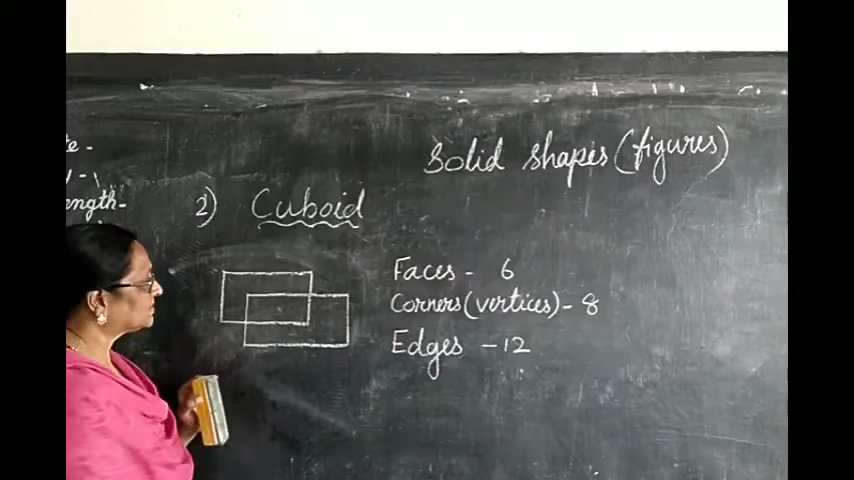 Solid shapes (figures)
ength-
2) Cuboid
Faces - 6
Corners (vertices) - 8
Edges - 12